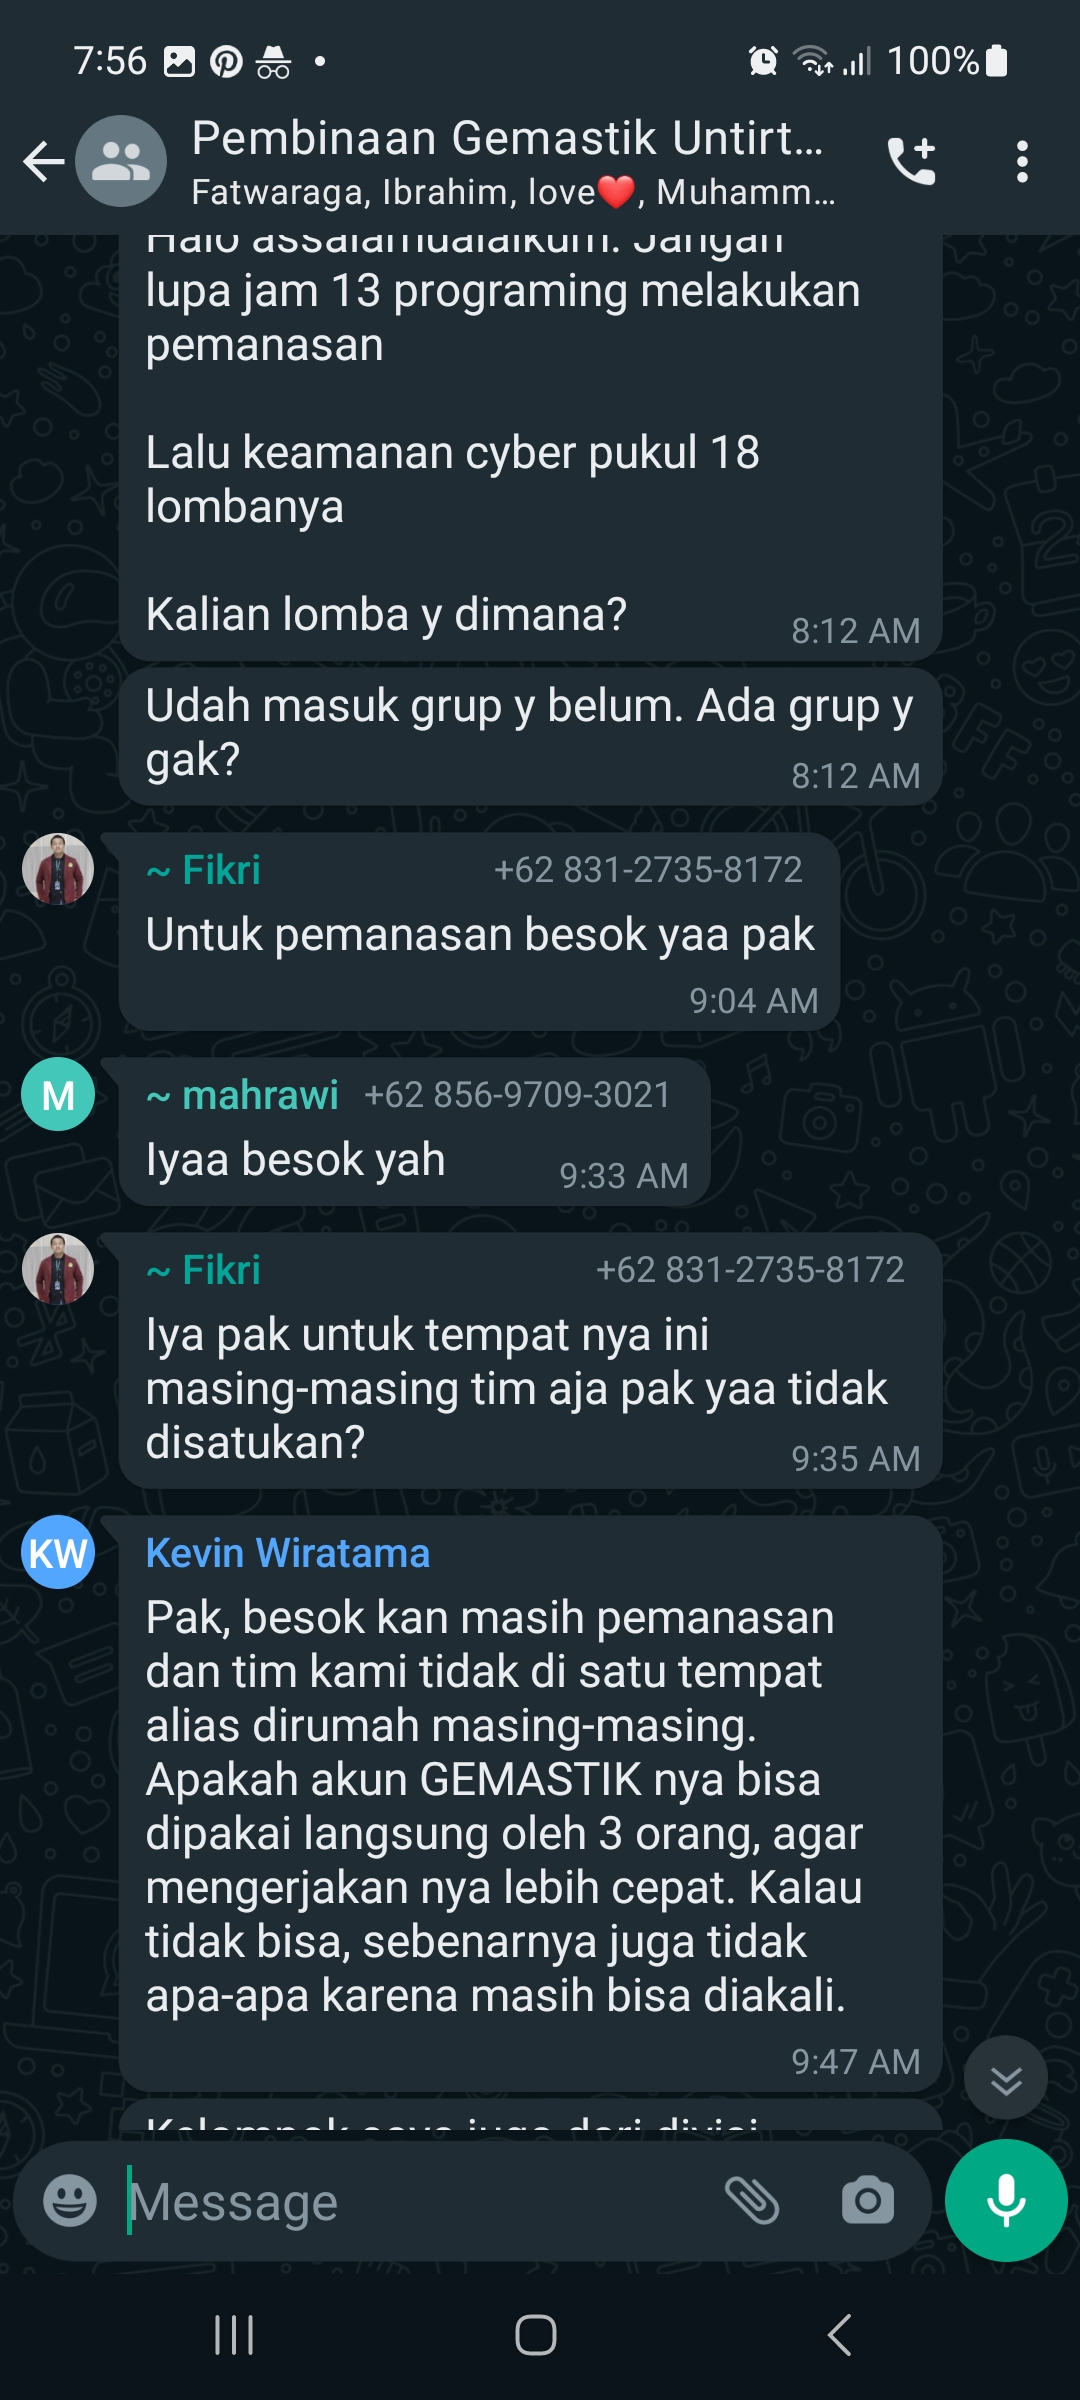 7:56
100%
Pembinaan Gemastik Untirt...
Fatwaraga, Ibrahim, love❤️, Muhamm...
Halo assalamualaikum. Jangan
lupa jam 13 programing melakukan
pemanasan
Lalu keamanan cyber pukul 18
lombanya
Kalian lomba y dimana?
8:12 AM
Udah masuk grup y belum. Ada grup y
gak?
8:12 AM
~ Fikri +62 831-2735-8172
Untuk pemanasan besok yaa pak
9:04 AM
M
~ mahrawi +62 856-9709-3021
Iyaa besok yah
9:33 AM
~ Fikri +62 831-2735-8172
Iya pak untuk tempat nya ini
masing-masing tim aja pak yaa tidak
disatukan?
9:35 AM
KW
Kevin Wiratama
Pak, besok kan masih pemanasan
dan tim kami tidak di satu tempat
alias dirumah masing-masing.
Apakah akun GEMASTIK nya bisa
dipakai langsung oleh 3 orang, agar
mengerjakan nya lebih cepat. Kalau
tidak bisa, sebenarnya juga tidak
apa-apa karena masih bisa diakali.
9:47 AM
Kelompok saya juga dari divisi
Message